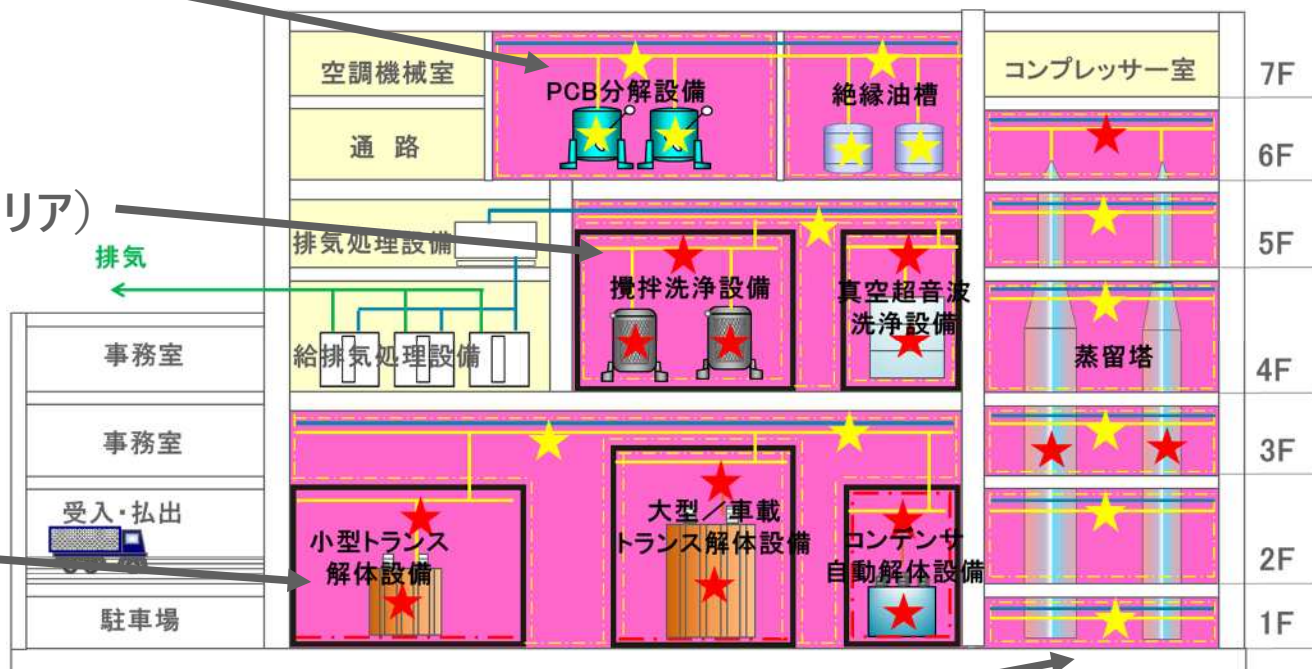 空調機械室
PCB分解設備
絶縁油槽
コンプレッサー室
7F
通 路
6F
リア)
排気処理設備
5F
排気
攪拌洗浄設備
真空超音波
洗浄設備
事務室
給排気処理設備
蒸留塔
4F
事務室
3F
受入・払出
大型/車載
トランス解体設備
小型トランス
解体設備
コンデンサ
自動解体設備
2F
駐車場
1F